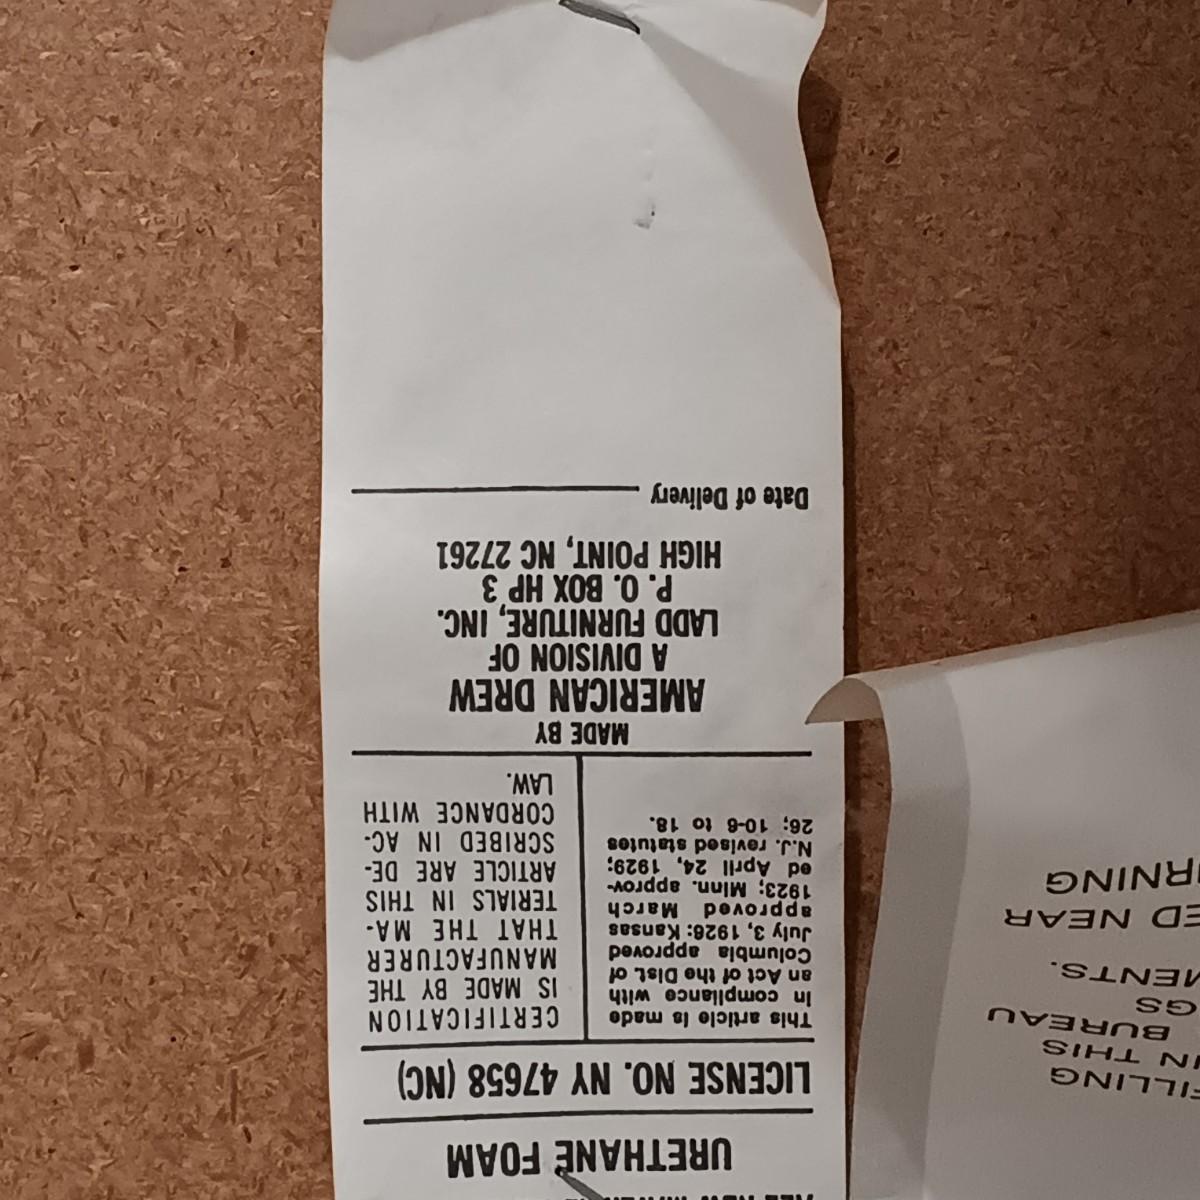 URETHANE FOAM
LICENSE NO. NY 47658 (NC)
This article is made
in compliance with
an Act of the Dist. of
Columbia approved
July 3, 1926: Kansas
approved March
1923; Minn. approv-
ed April 24, 1929;
N.J. revised statutes
26; 10-6 to 18.
CERTIFICATION
IS MADE BY THE
MANUFACTURER
THAT THE MA-
TERIALS IN THIS
ARTICLE ARE DE-
SCRIBED IN AC-
CORDANCE WITH
LAW.
MADE BY
AMERICAN DREW
A DIVISION OF
LADD FURNITURE, INC.
P. O. BOX HP 3
HIGH POINT, NC 27261
Date of Delivery
FILLING
IN THIS
BUREAU
GS
MENTS.
ED NEAR
RNING